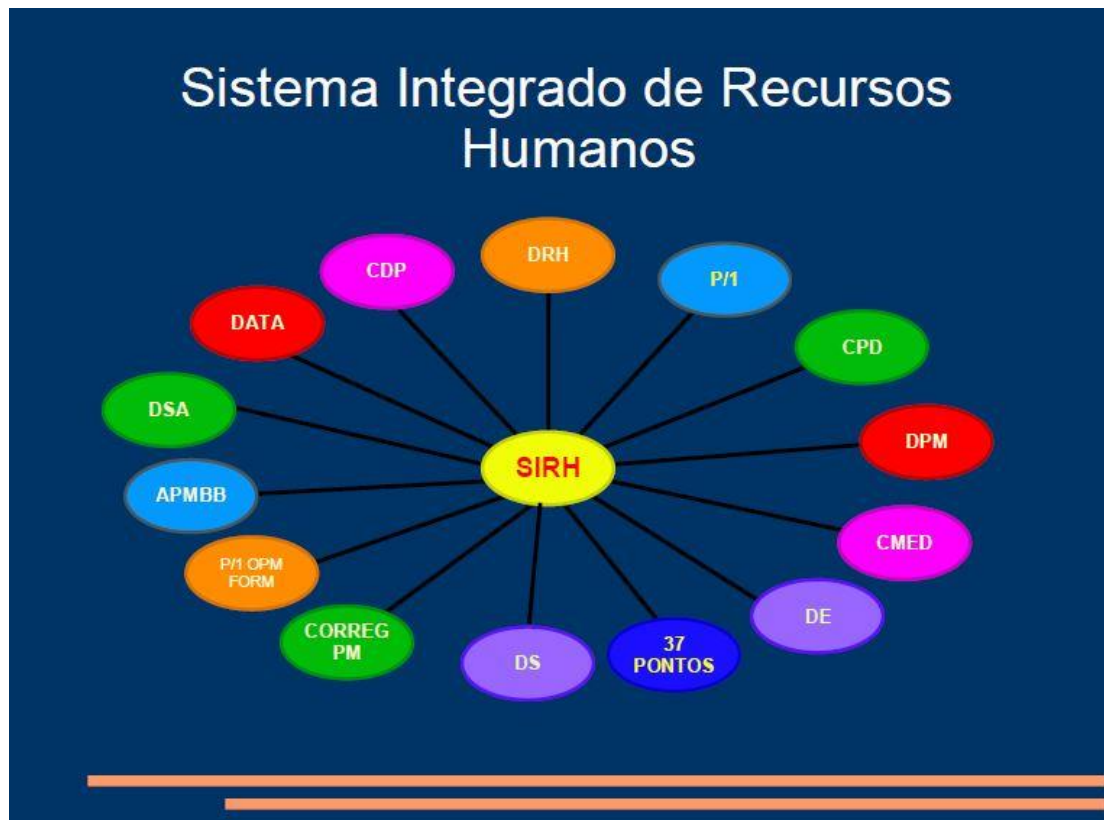 Sistema Integrado de Recursos
Humanos
DRH
CDP
P/1
DATA
CPD
DSA
DPM
SIRH
APMBB
CMED
P/1 OPM
FORM
DE
CORREG
PM
37
PONTOS
DS